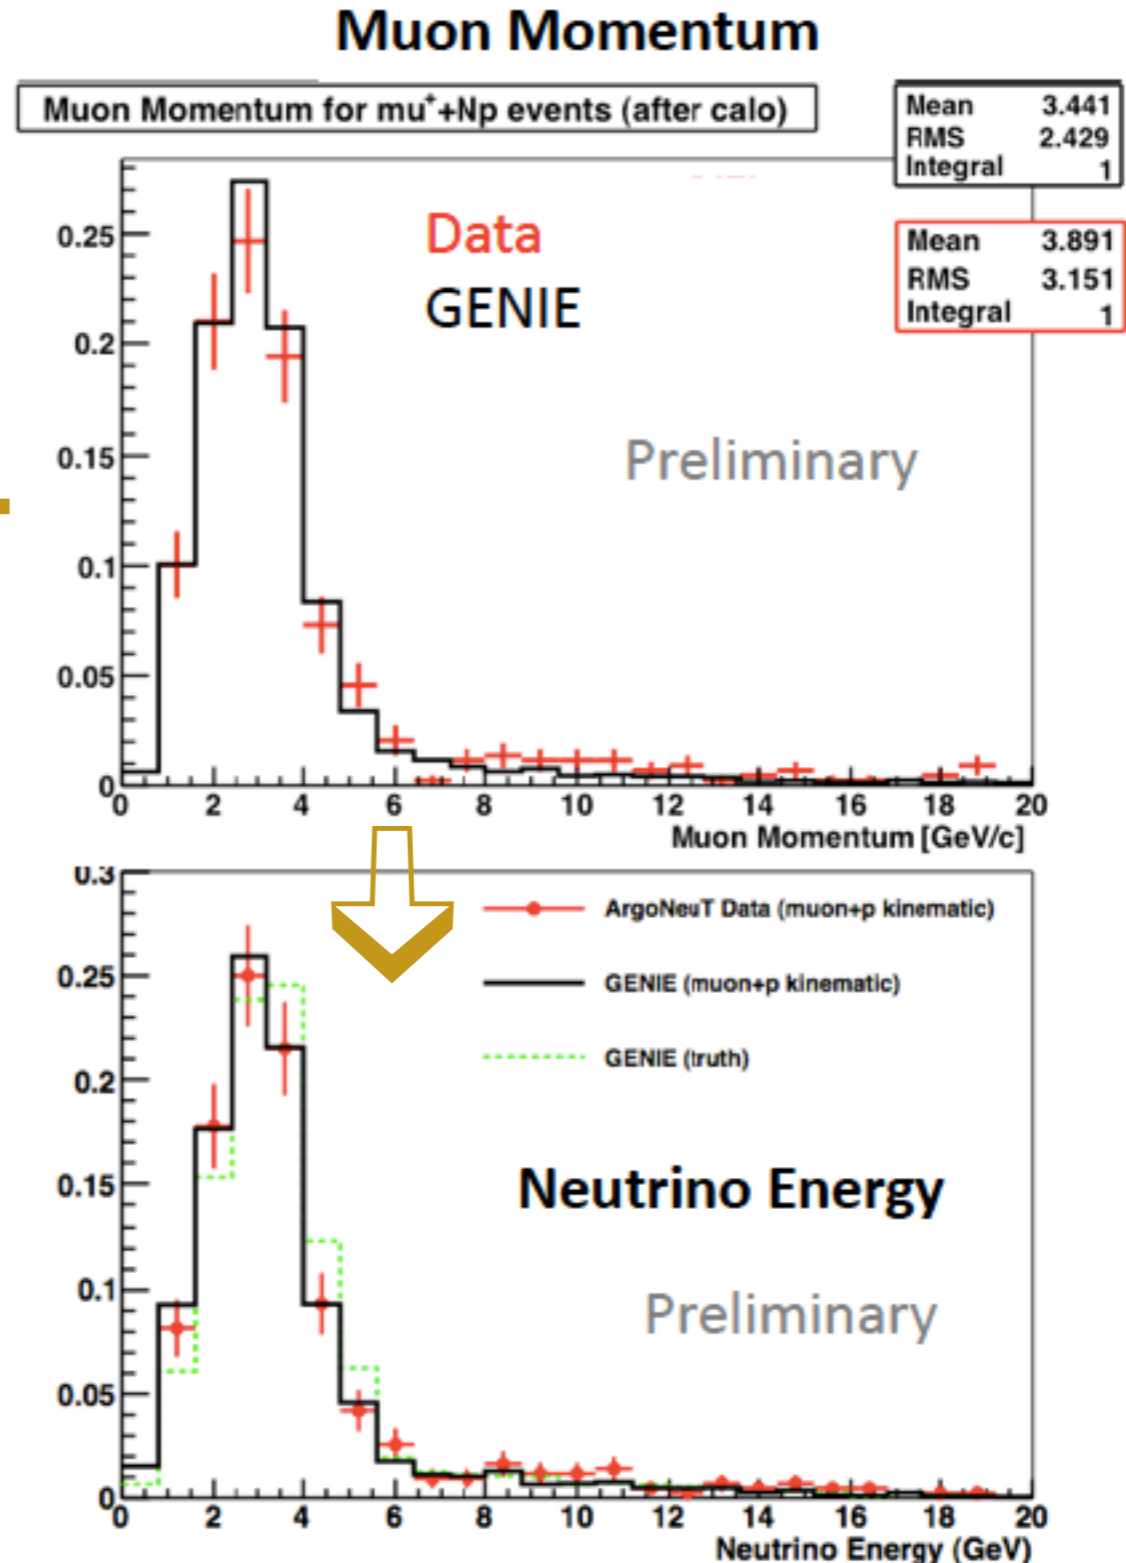 Muon Momentum
Muon Momentum for mu⁺+Np events (after calo)
Mean 3.441
RMS 2.429
Integral 1
Mean 3.891
RMS 3.151
Integral 1
Data
GENIE
Preliminary
0.25
0.2
0.15
0.1
0.05
0
0 2 4 6 8 10 12 14 16 18 20
Muon Momentum [GeV/c]
0.3
ArgoNeuT Data (muon+p kinematic)
0.25
GENIE (muon+p kinematic)
GENIE (truth)
0.2
0.15
Neutrino Energy
0.1
Preliminary
0.05
0
0 2 4 6 8 10 12 14 16 18 20
Neutrino Energy (GeV)